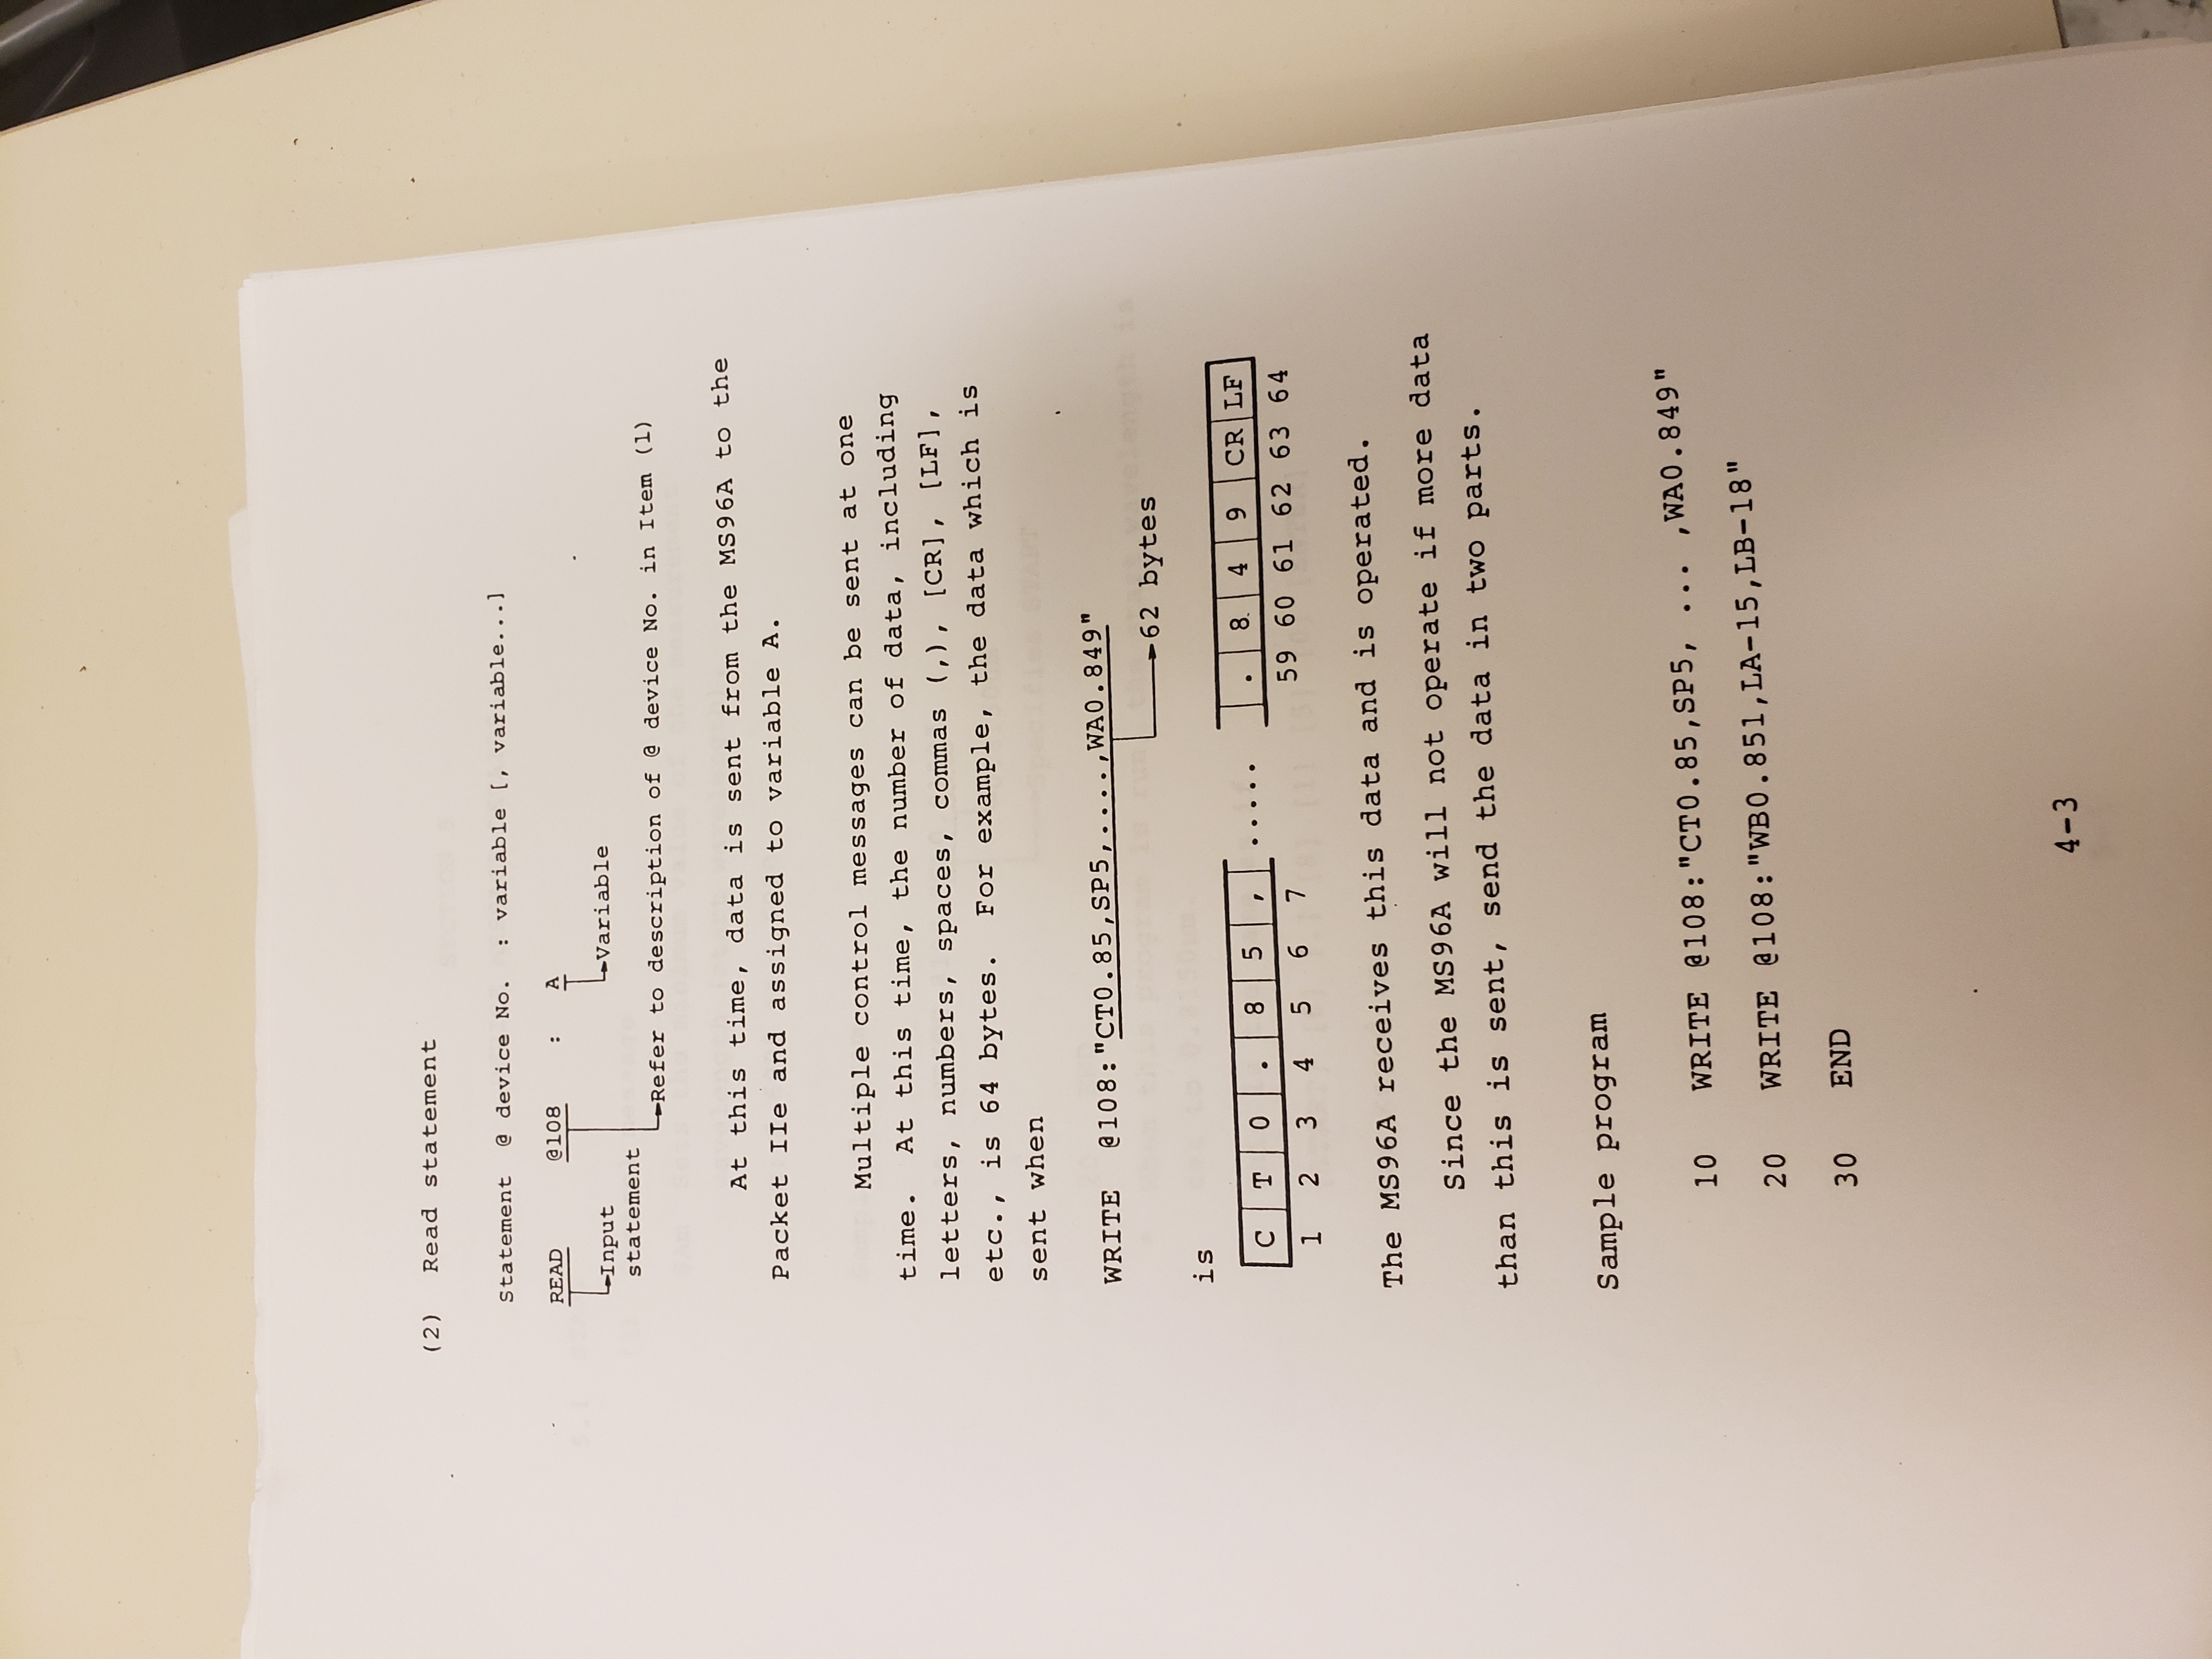 (2) Read statement
Statement @ device No. : variable [, variable...]
READ @108 : A
Input statement
Variable
Refer to description of @ device No. in Item (1)
At this time, data is sent from the MS96A to the
Packet IIe and assigned to variable A.
Multiple control messages can be sent at one
time. At this time, the number of data, including
letters, numbers, spaces, commas (,), [CR], [LF],
etc., is 64 bytes. For example, the data which is
sent when
WRITE @108:"CT0.85,SP5,....,WA0.849"
62 bytes
is
C T 0 . 8 5 , ..... . 8 4 9 CR LF
1 2 3 4 5 6 7 59 60 61 62 63 64
The MS96A receives this data and is operated.
Since the MS96A will not operate if more data
than this is sent, send the data in two parts.
Sample program
10 WRITE @108:"CT0.85,SP5, ... ,WA0.849"
20 WRITE @108:"WB0.851,LA-15,LB-18"
30 END
4-3